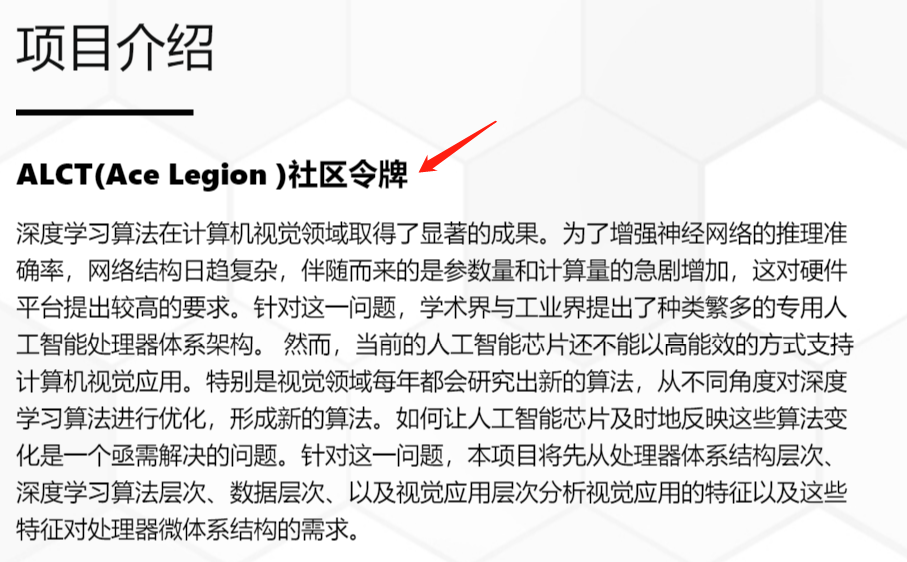 项目介绍
ALCT(Ace Legion )社区令牌
深度学习算法在计算机视觉领域取得了显著的成果。为了增强神经网络的推理准
确率，网络结构日趋复杂，伴随而来的是参数量和计算量的急剧增加，这对硬件
平台提出较高的要求。针对这一问题，学术界与工业界提出了种类繁多的专用人
工智能处理器体系架构。 然而，当前的人工智能芯片还不能以高能效的方式支持
计算机视觉应用。特别是视觉领域每年都会研究出新的算法，从不同角度对深度
学习算法进行优化，形成新的算法。如何让人工智能芯片及时地反映这些算法变
化是一个亟需解决的问题。针对这一问题，本项目将先从处理器体系结构层次、
深度学习算法层次、数据层次、以及视觉应用层次分析视觉应用的特征以及这些
特征对处理器微体系结构的需求。